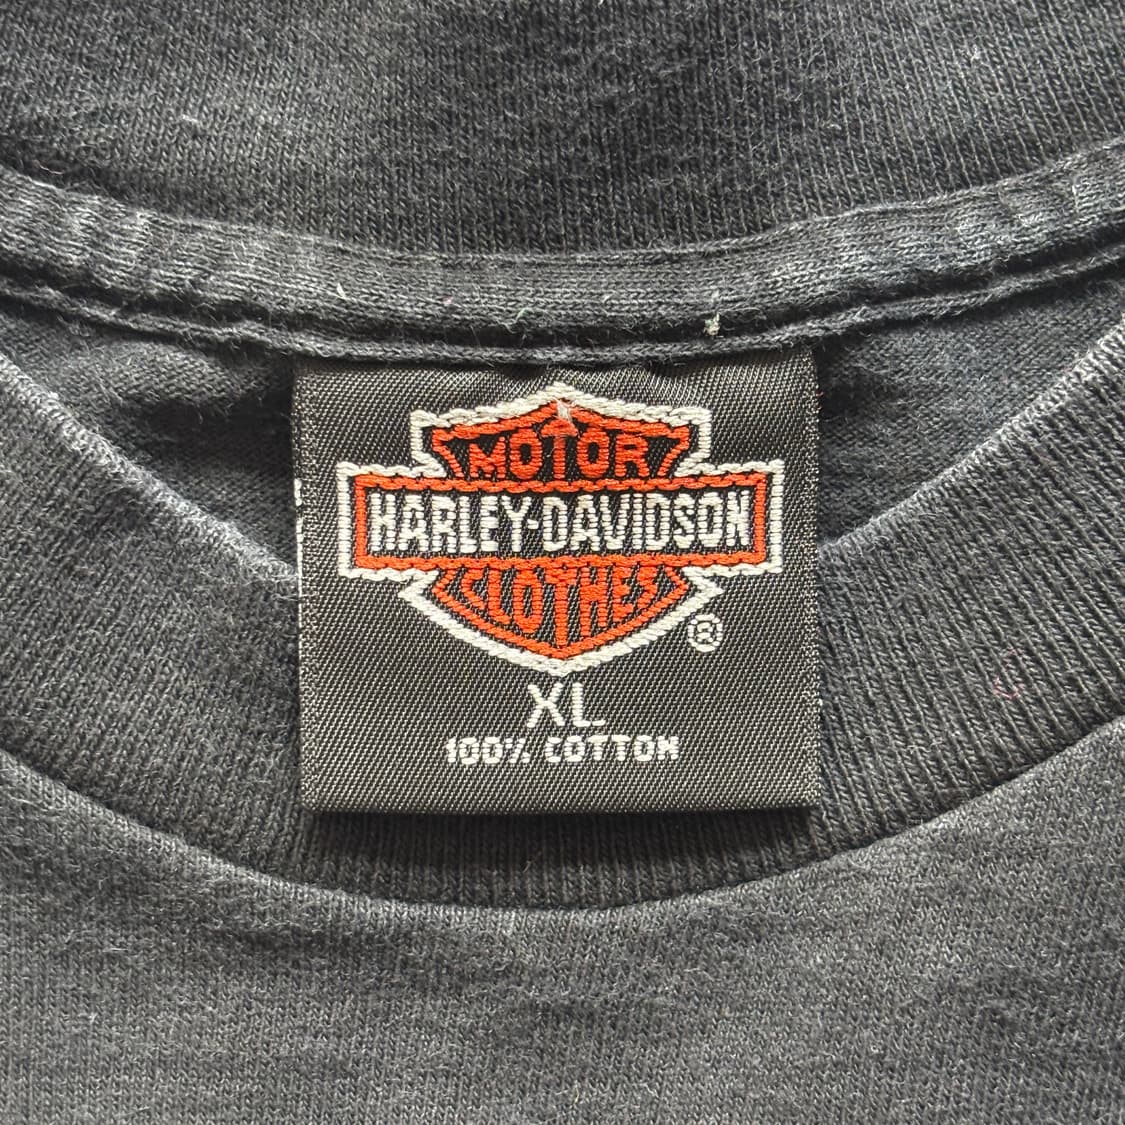 MOTOR
HARLEY-DAVIDSON
CLOTHES
®
XL
100% COTTON